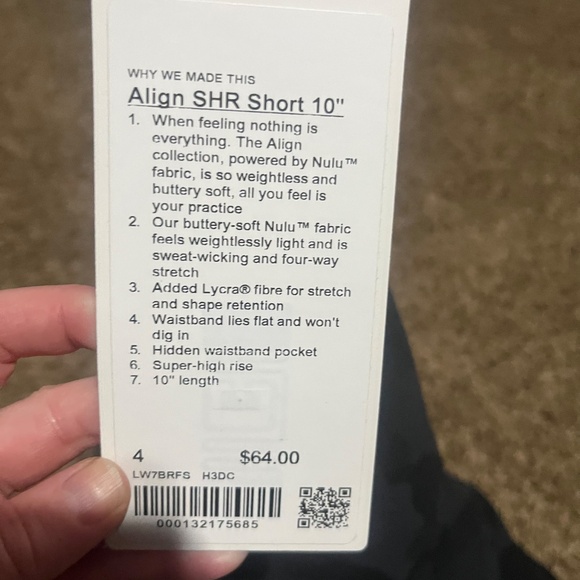 WHY WE MADE THIS
Align SHR Short 10"
1. When feeling nothing is
everything. The Align
collection, powered by Nulu™
fabric, is so weightless and
buttery soft, all you feel is
your practice
2. Our buttery-soft Nulu™ fabric
feels weightlessly light and is
sweat-wicking and four-way
stretch
3. Added Lycra® fibre for stretch
and shape retention
4. Waistband lies flat and won't
dig in
5. Hidden waistband pocket
6. Super-high rise
7. 10" length
4 $64.00
LW7BRFS H3DC
000132175685